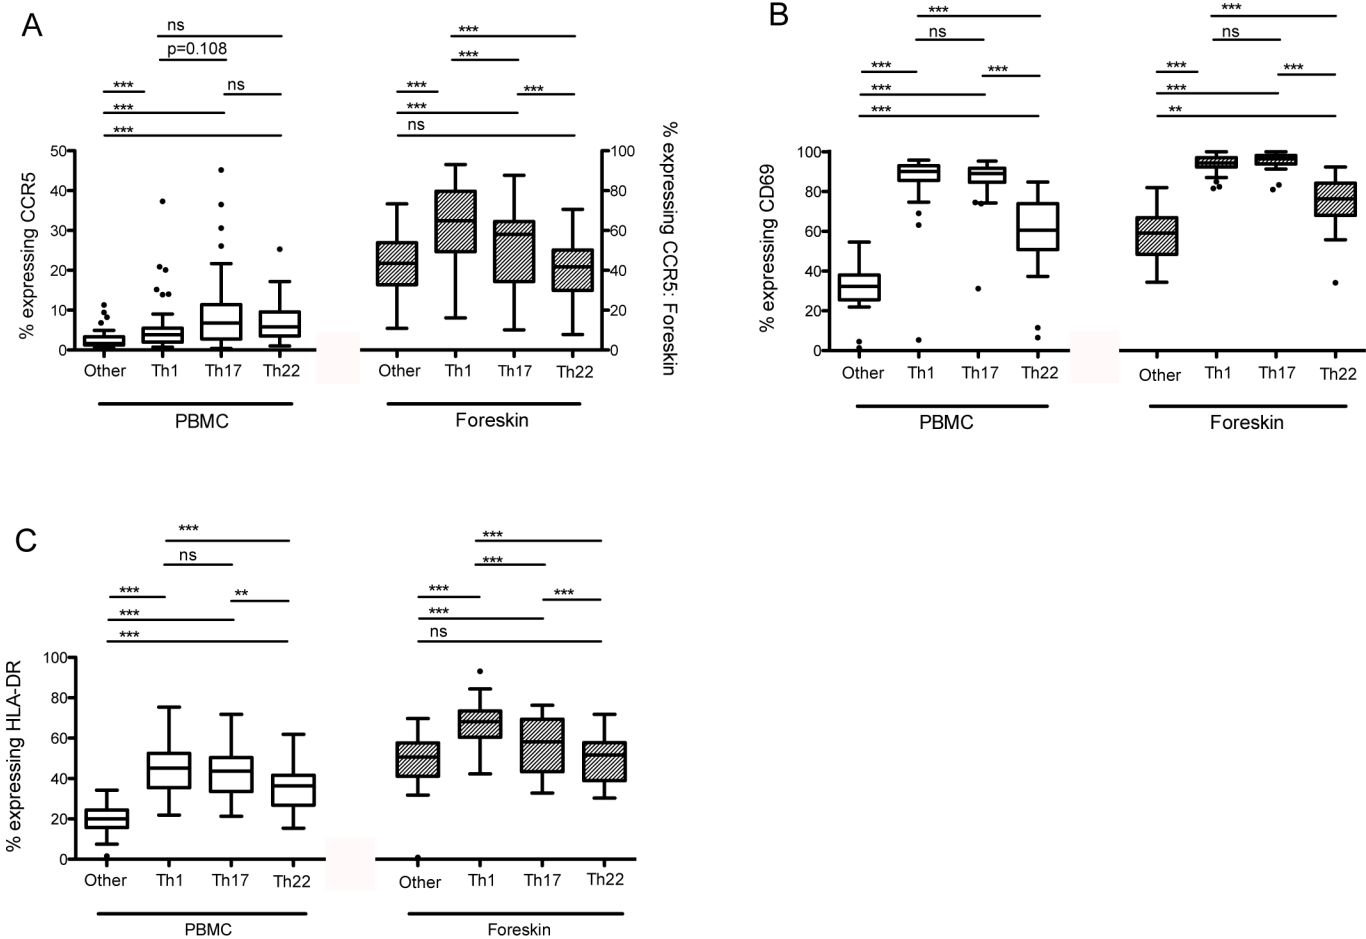 A
ns
***
p=0.108
***
***
ns
***
***
***
***
***
ns
% expressing CCR5
50
40
30
20
10
0
100
80
60
40
20
0
% expressing CCR5: Foreskin
Other Th1 Th17 Th22
Other Th1 Th17 Th22
PBMC
Foreskin
B
***
***
ns
ns
***
***
***
***
***
***
***
**
% expressing CD69
100
80
60
40
20
0
Other Th1 Th17 Th22
Other Th1 Th17 Th22
PBMC
Foreskin
C
***
***
ns
***
***
**
***
***
***
***
***
ns
% expressing HLA-DR
100
80
60
40
20
0
Other Th1 Th17 Th22
Other Th1 Th17 Th22
PBMC
Foreskin